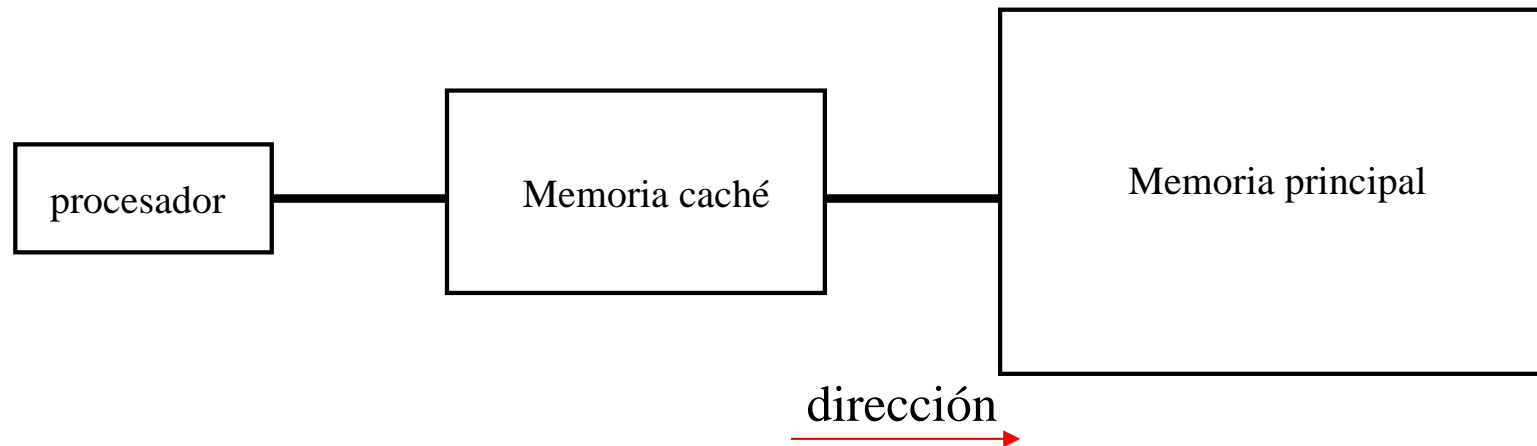 procesador
Memoria caché
Memoria principal
dirección